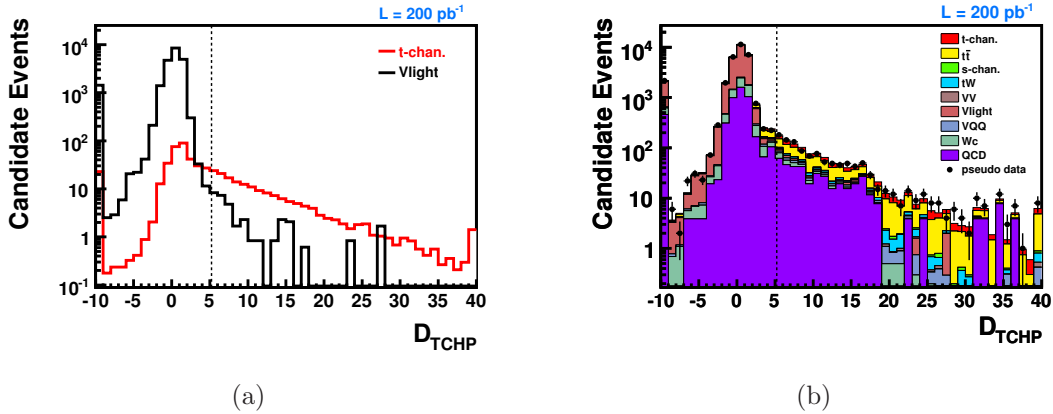 L = 200 pb⁻¹
Candidate Events
10⁴
10³
10²
10
1
10⁻¹
t-chan.
Vlight
-10 -5 0 5 10 15 20 25 30 35 40
D_TCHP
(a)
L = 200 pb⁻¹
Candidate Events
10⁴
10³
10²
10
1
t-chan.
tt̄
s-chan.
tW
VV
Vlight
VQQ
Wc
QCD
pseudo data
-10 -5 0 5 10 15 20 25 30 35 40
D_TCHP
(b)